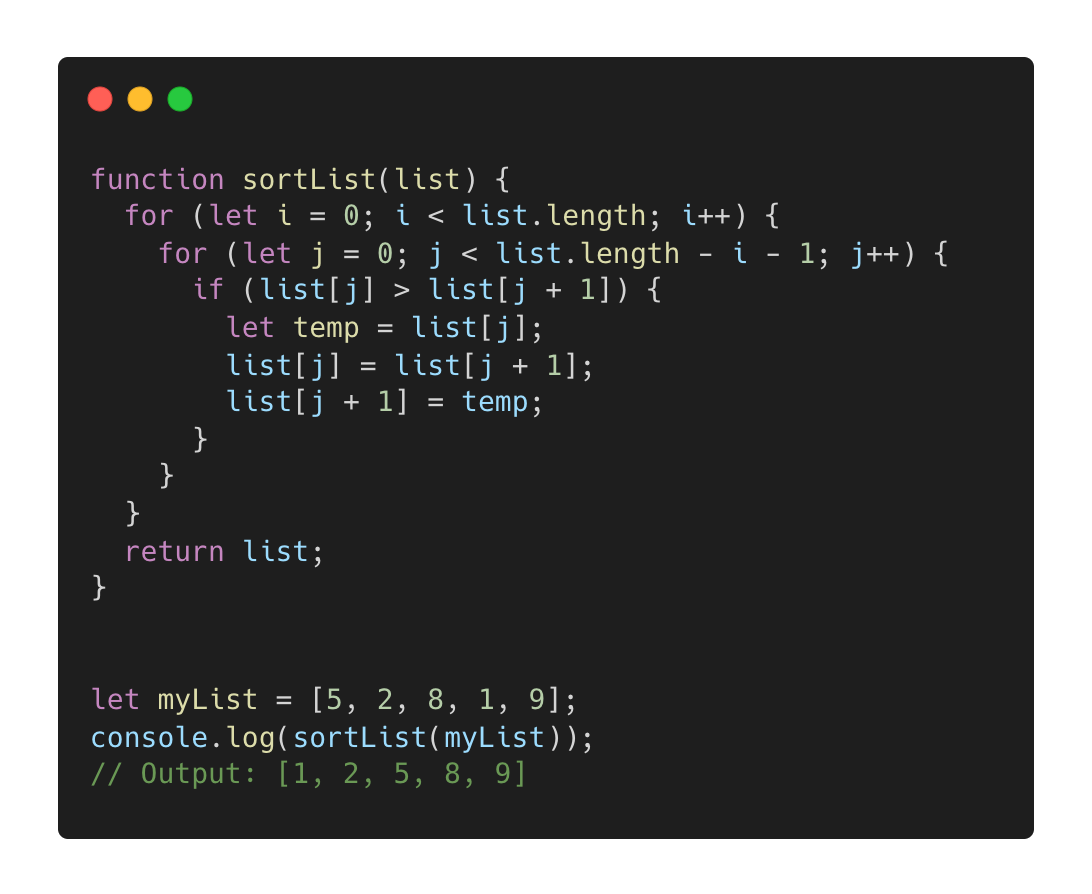 function sortList(list) {
  for (let i = 0; i < list.length; i++) {
    for (let j = 0; j < list.length - i - 1; j++) {
      if (list[j] > list[j + 1]) {
        let temp = list[j];
        list[j] = list[j + 1];
        list[j + 1] = temp;
      }
    }
  }
  return list;
}
let myList = [5, 2, 8, 1, 9];
console.log(sortList(myList));
// Output: [1, 2, 5, 8, 9]